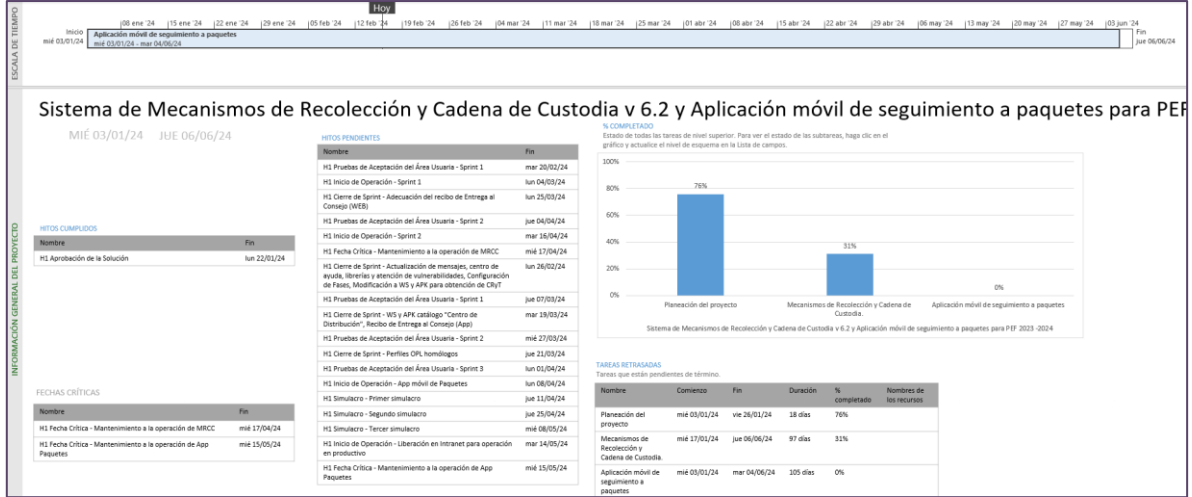 ESCALA DE TIEMPO
Hoy
08 ene '24 15 ene '24 22 ene '24 29 ene '24 05 feb '24 12 feb '24 19 feb '24 26 feb '24 04 mar '24 11 mar '24 18 mar '24 25 mar '24 01 abr '24 08 abr '24 15 abr '24 22 abr '24 29 abr '24 06 may '24 13 may '24 20 may '24 27 may '24 03 jun '24
Inicio
mié 03/01/24
Aplicación móvil de seguimiento a paquetes
mié 03/01/24 - mar 04/06/24
Fin
jue 06/06/24
INFORMACIÓN GENERAL DEL PROYECTO
Sistema de Mecanismos de Recolección y Cadena de Custodia v 6.2 y Aplicación móvil de seguimiento a paquetes para PEF
MIÉ 03/01/24 JUE 06/06/24
HITOS CUMPLIDOS
Nombre Fin
H1 Aprobación de la Solución lun 22/01/24
FECHAS CRÍTICAS
Nombre Fin
H1 Fecha Crítica - Mantenimiento a la operación de MRCC mié 17/04/24
H1 Fecha Crítica - Mantenimiento a la operación de App mié 15/05/24
Paquetes
HITOS PENDIENTES
Nombre Fin
H1 Pruebas de Aceptación del Área Usuaria - Sprint 1 mar 20/02/24
H1 Inicio de Operación - Sprint 1 lun 04/03/24
H1 Cierre de Sprint - Adecuación del recibo de Entrega al lun 25/03/24
Consejo (WEB)
H1 Pruebas de Aceptación del Área Usuaria - Sprint 2 jue 04/04/24
H1 Inicio de Operación - Sprint 2 mar 16/04/24
H1 Fecha Crítica - Mantenimiento a la operación de MRCC mié 17/04/24
H1 Cierre de Sprint - Actualización de mensajes, centro de lun 26/02/24
ayuda, librerías y atención de vulnerabilidades, Configuración
de Fases, Modificación a WS y APK para obtención de CRyT
H1 Pruebas de Aceptación del Área Usuaria - Sprint 1 jue 07/03/24
H1 Cierre de Sprint - WS y APK catálogo "Centro de mar 19/03/24
Distribución", Recibo de Entrega al Consejo (App)
H1 Pruebas de Aceptación del Área Usuaria - Sprint 2 mié 27/03/24
H1 Cierre de Sprint - Perfiles OPL homólogos jue 21/03/24
H1 Pruebas de Aceptación del Área Usuaria - Sprint 3 lun 01/04/24
H1 Inicio de Operación - App móvil de Paquetes lun 08/04/24
H1 Simulacro - Primer simulacro jue 11/04/24
H1 Simulacro - Segundo simulacro jue 25/04/24
H1 Simulacro - Tercer simulacro mié 08/05/24
H1 Inicio de Operación - Liberación en Intranet para operación mar 14/05/24
en productivo
H1 Fecha Crítica - Mantenimiento a la operación de App mié 15/05/24
Paquetes
% COMPLETADO
Estado de todas las tareas de nivel superior. Para ver el estado de las subtareas, haga clic en el
gráfico y actualice el nivel de esquema en la Lista de campos.
100%
80%
60%
40%
20%
0%
76%
31%
0%
Planeación del proyecto
Mecanismos de Recolección y Cadena de
Custodia.
Aplicación móvil de seguimiento a paquetes
Sistema de Mecanismos de Recolección y Cadena de Custodia v 6.2 y Aplicación móvil de seguimiento a paquetes para PEF 2023 -2024
TAREAS RETRASADAS
Tareas que están pendientes de término.
Nombre Comienzo Fin Duración % Nombres de
completado los recursos
Planeación del mié 03/01/24 vie 26/01/24 18 días 76%
proyecto
Mecanismos de mié 17/01/24 jue 06/06/24 97 días 31%
Recolección y
Cadena de Custodia.
Aplicación móvil de mié 03/01/24 mar 04/06/24 105 días 0%
seguimiento a
paquetes